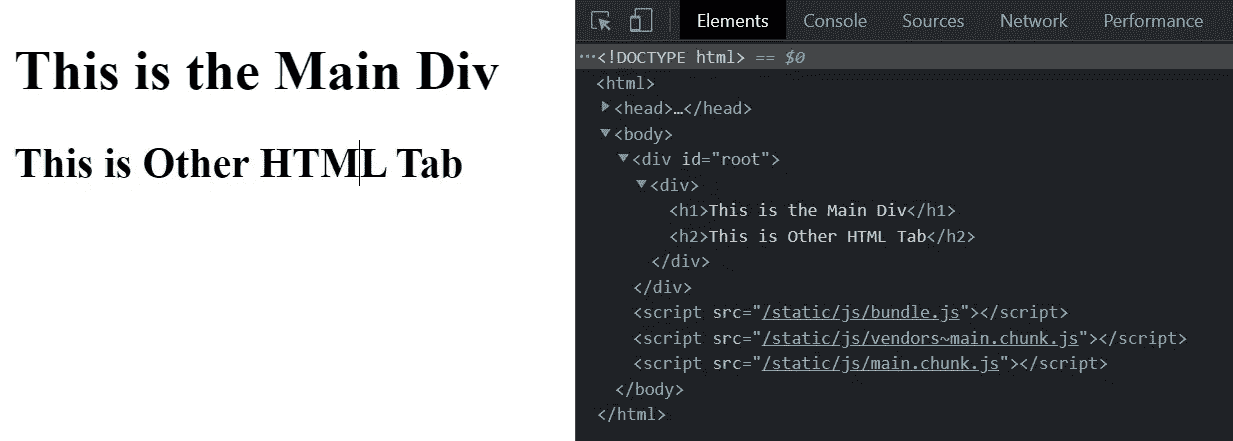 This is the Main Div
This is Other HTML Tab
Elements Console Sources Network Performance
…<!DOCTYPE html> == $0
<html>
<head>…</head>
<body>
<div id="root">
<div>
<h1>This is the Main Div</h1>
<h2>This is Other HTML Tab</h2>
</div>
</div>
<script src="/static/js/bundle.js"></script>
<script src="/static/js/vendors~main.chunk.js"></script>
<script src="/static/js/main.chunk.js"></script>
</body>
</html>